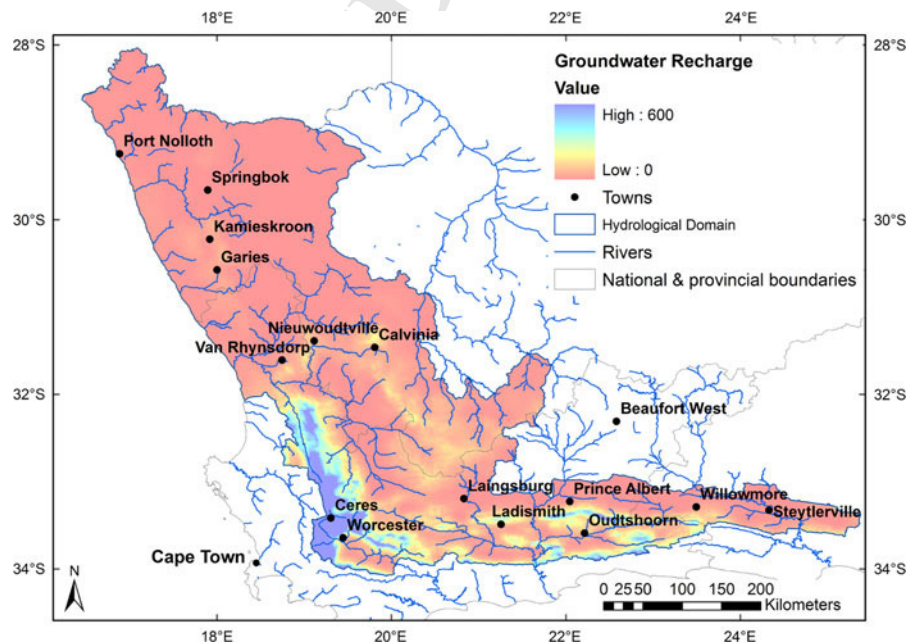 18°E 20°E 22°E 24°E
28°S 28°S
Groundwater Recharge
Value
High : 600
Low : 0
Towns
Hydrological Domain
Rivers
National & provincial boundaries
Port Nolloth
Springbok
30°S 30°S
Kamieskroon
Garies
Nieuwoudtville
Calvinia
Van Rhynsdorp
32°S 32°S
Beaufort West
Laingsburg
Prince Albert
Willowmore
Ceres
Ladismith
Steytlerville
Worcester
Oudtshoorn
Cape Town
34°S 34°S
N
0 25 50 100 150 200
Kilometers
18°E 20°E 22°E 24°E